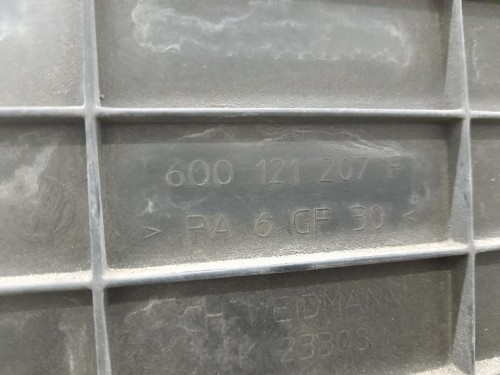 600 121 207 F
> PA 6 GF 30 <
CH WEIDMANN
23303